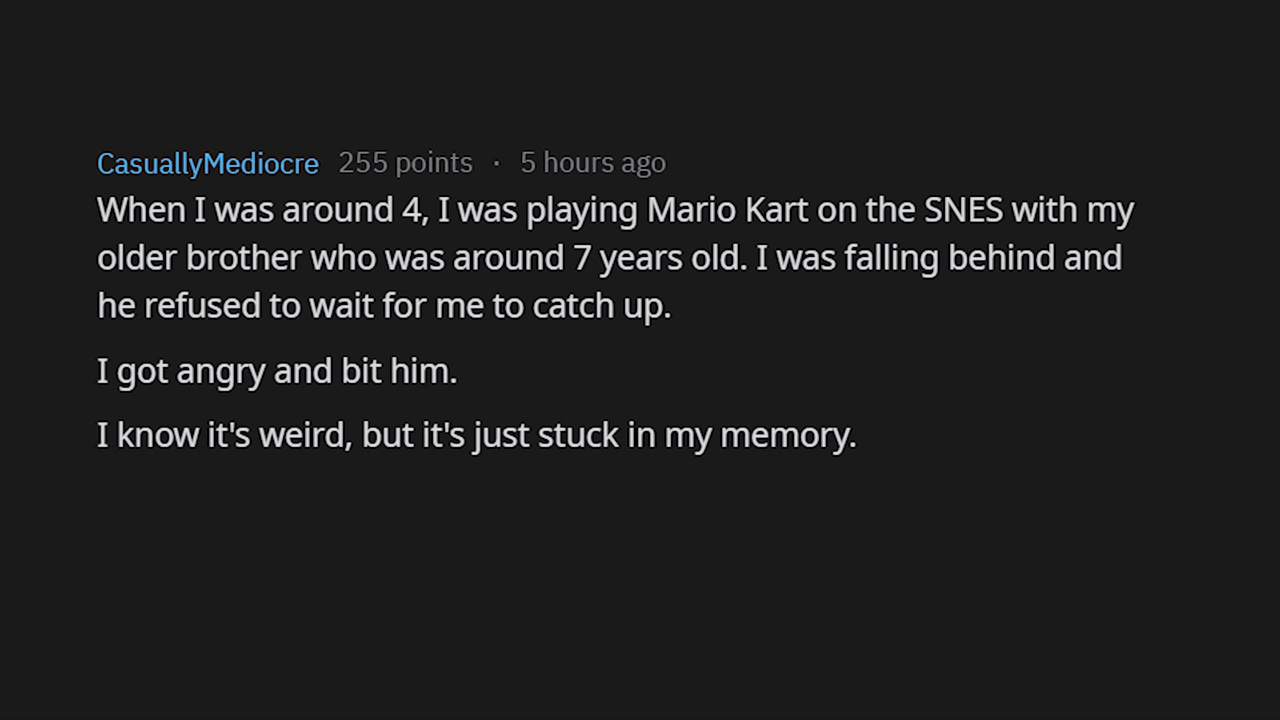 CasuallyMediocre 255 points · 5 hours ago
When I was around 4, I was playing Mario Kart on the SNES with my
older brother who was around 7 years old. I was falling behind and
he refused to wait for me to catch up.
I got angry and bit him.
I know it's weird, but it's just stuck in my memory.